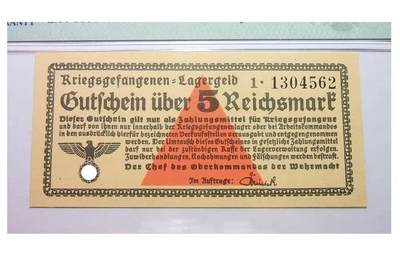 Kriegsgefangenen=Lagergeld 1 · 1304562
Gutschein über 5 Reichsmark
Dieser Gutschein gilt nur als Zahlungsmittel für Kriegsgefangene
und darf von ihnen nur innerhalb der Kriegsgefangenenlager oder bei Arbeitskommandos
in den ausdrücklich hierfür bezeichneten Verkaufsstellen verausgabt und entgegengenommen
werden. Der Umtausch dieses Gutscheines in gesetzliche Zahlungsmittel
darf nur bei der zuständigen Kasse der Lagerverwaltung erfolgen.
Zuwiderhandlungen, Nachahmungen und Fälschungen werden bestraft.
Der Chef des Oberkommandos der Wehrmacht
Im Auftrage: